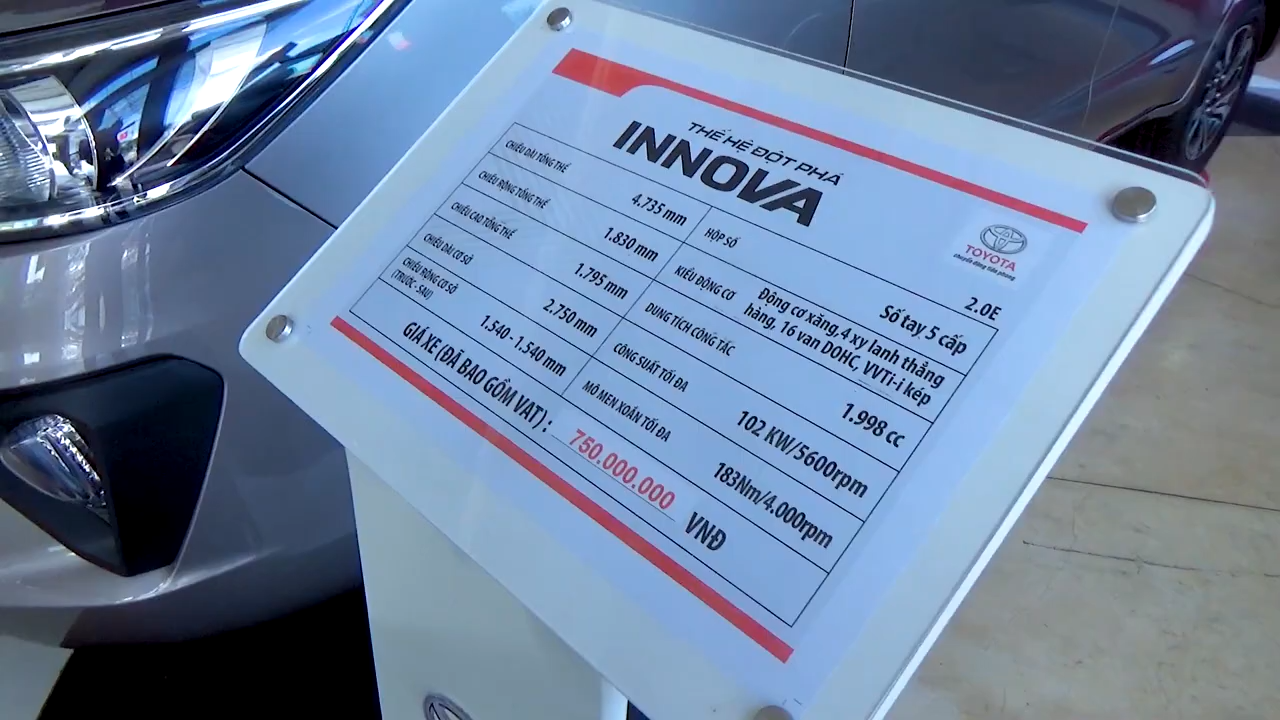 THẾ HỆ ĐỘT PHÁ
INNOVA
TOYOTA
chuyển động tiên phong
2.0E
CHIỀU DÀI TỔNG THỂ 4.735 mm
CHIỀU RỘNG TỔNG THỂ 1.830 mm
CHIỀU CAO TỔNG THỂ 1.795 mm
CHIỀU DÀI CƠ SỞ 2.750 mm
CHIỀU RỘNG CƠ SỞ
(TRƯỚC - SAU) 1.540 - 1.540 mm
HỘP SỐ Số tay 5 cấp
KIỂU ĐỘNG CƠ Động cơ xăng, 4 xy lanh thẳng
hàng, 16 van DOHC, VVTi-i kép
DUNG TÍCH CÔNG TÁC 1.998 cc
CÔNG SUẤT TỐI ĐA 102 KW/5600rpm
MÔ MEN XOẮN TỐI ĐA 183Nm/4.000rpm
GIÁ XE (ĐÃ BAO GỒM VAT) : 750.000.000 VNĐ